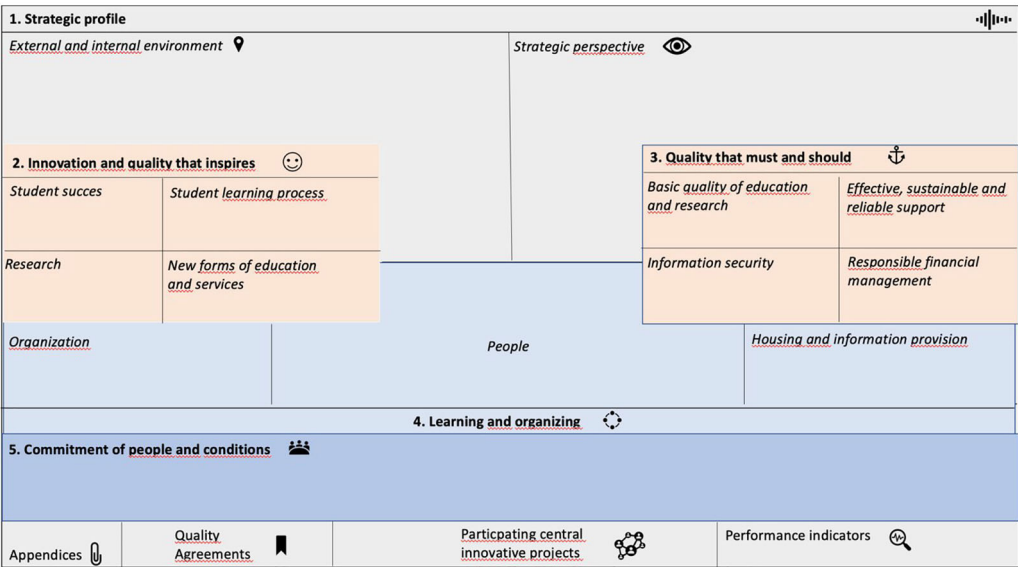 1. Strategic profile
External and internal environment
Strategic perspective
2. Innovation and quality that inspires
Student succes
Student learning process
Research
New forms of education
and services
3. Quality that must and should
Basic quality of education
and research
Effective, sustainable and
reliable support
Information security
Responsible financial
management
Organization
People
Housing and information provision
4. Learning and organizing
5. Commitment of people and conditions
Appendices
Quality
Agreements
Particpating central
innovative projects
Performance indicators